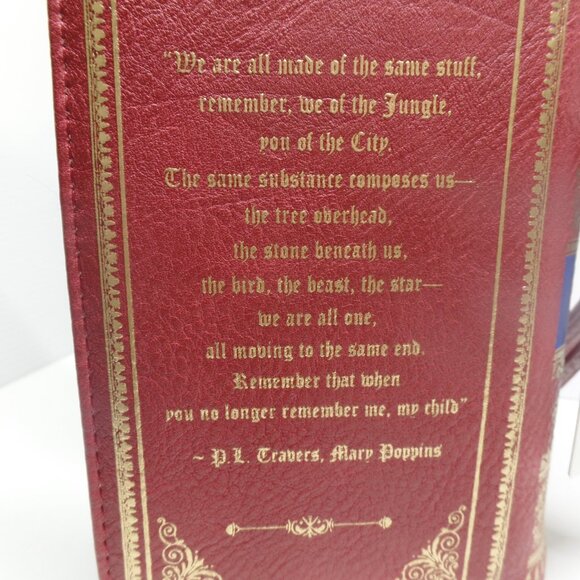 “We are all made of the same stuff,
remember, we of the Jungle,
you of the City.
The same substance composes us—
the tree overhead,
the stone beneath us,
the bird, the beast, the star—
we are all one,
all moving to the same end.
Remember that when
you no longer remember me, my child”
~ P.L. Travers, Mary Poppins